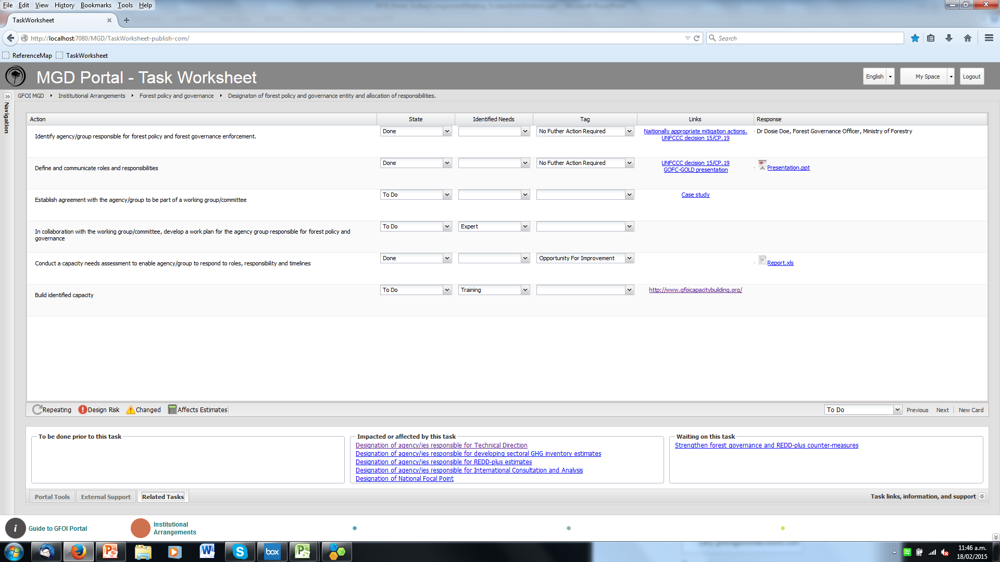 File Edit View History Bookmarks Tools Help
TaskWorksheet
http://localhost:7080/MGD/TaskWorksheet-publish-com/
Search
ReferenceMap TaskWorksheet
MGD Portal - Task Worksheet
English My Space Logout
GFOI MGD Institutional Arrangements Forest policy and governance Designaton of forest policy and governance entity and allocation of responsibilities.
Navigation
Action State Identified Needs Tag Links Response
Identify agency/group responsible for forest policy and forest governance enforcement.
Done
No Futher Action Required
Naitionally appropriate mitigation actions.
UNFCCC decision 15/CP.19
Dr Dosie Doe, Forest Governance Officer, Ministry of Forestry
Define and communicate roles and responsibilities
Done
No Futher Action Required
UNFCCC decision 15/CP.19
GOFC-GOLD presentation
Presentation.ppt
Establish agreement with the agency/group to be part of a working group/committee
To Do
Case study
In collaboration with the working group/committee, develop a work plan for the agency group responsible for forest policy and
governance
To Do
Expert
Conduct a capacity needs assessment to enable agency/group to respond to roles, responsibility and timelines
Done
Opportunity For Improvement
Report.xls
Build identified capacity
To Do
Training
http://www.gfoicapacitybuilding.org/
Repeating Design Risk Changed Affects Estimates
To Do Previous Next New Card
To be done prior to this task
Impacted or affected by this task
Designation of agency/ies responsible for Technical Direction
Designation of agency/ies responsible for developing sectoral GHG inventory estimates
Designation of agency/ies responsible for REDD-plus estimates
Designation of agency/ies responsible for International Consultation and Analysis
Designation of National Focal Point
Waiting on this task
Strengthen forest governance and REDD-plus counter-measures
Portal Tools External Support Related Tasks
Task links, information, and support
i Guide to GFOI Portal
Institutional
Arrangements
box
11:46 a.m.
18/02/2015